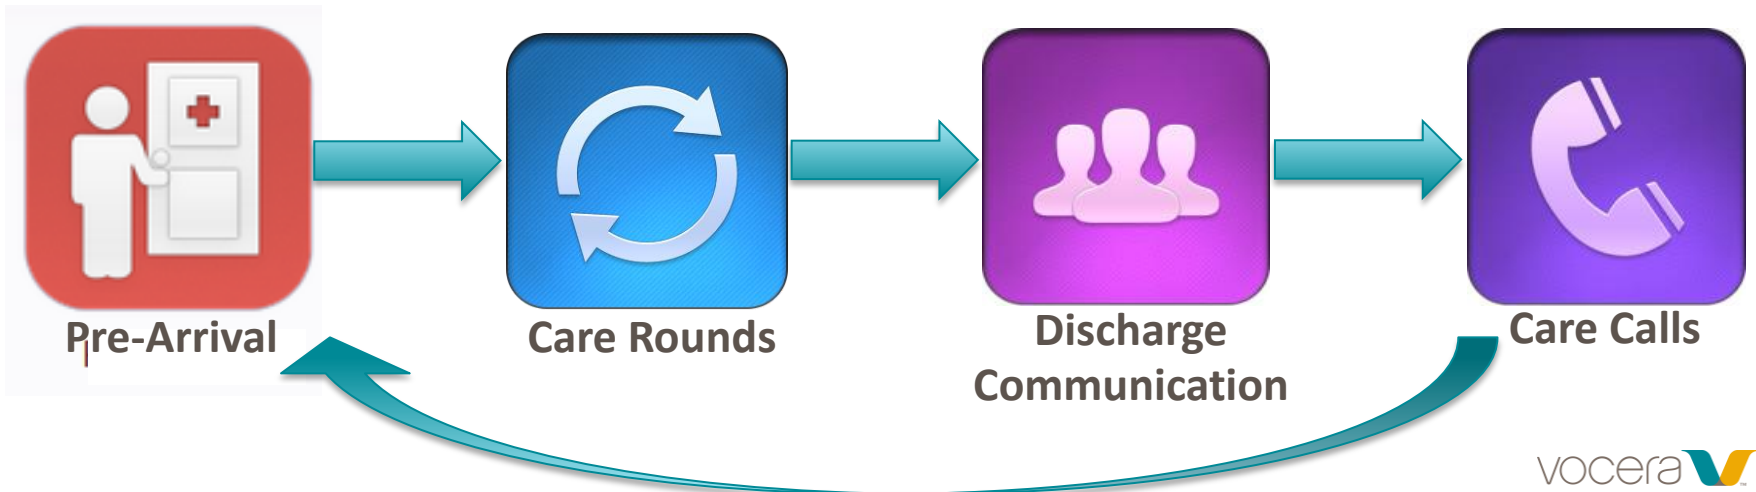 Pre-Arrival
Care Rounds
Discharge
Communication
Care Calls
vocera